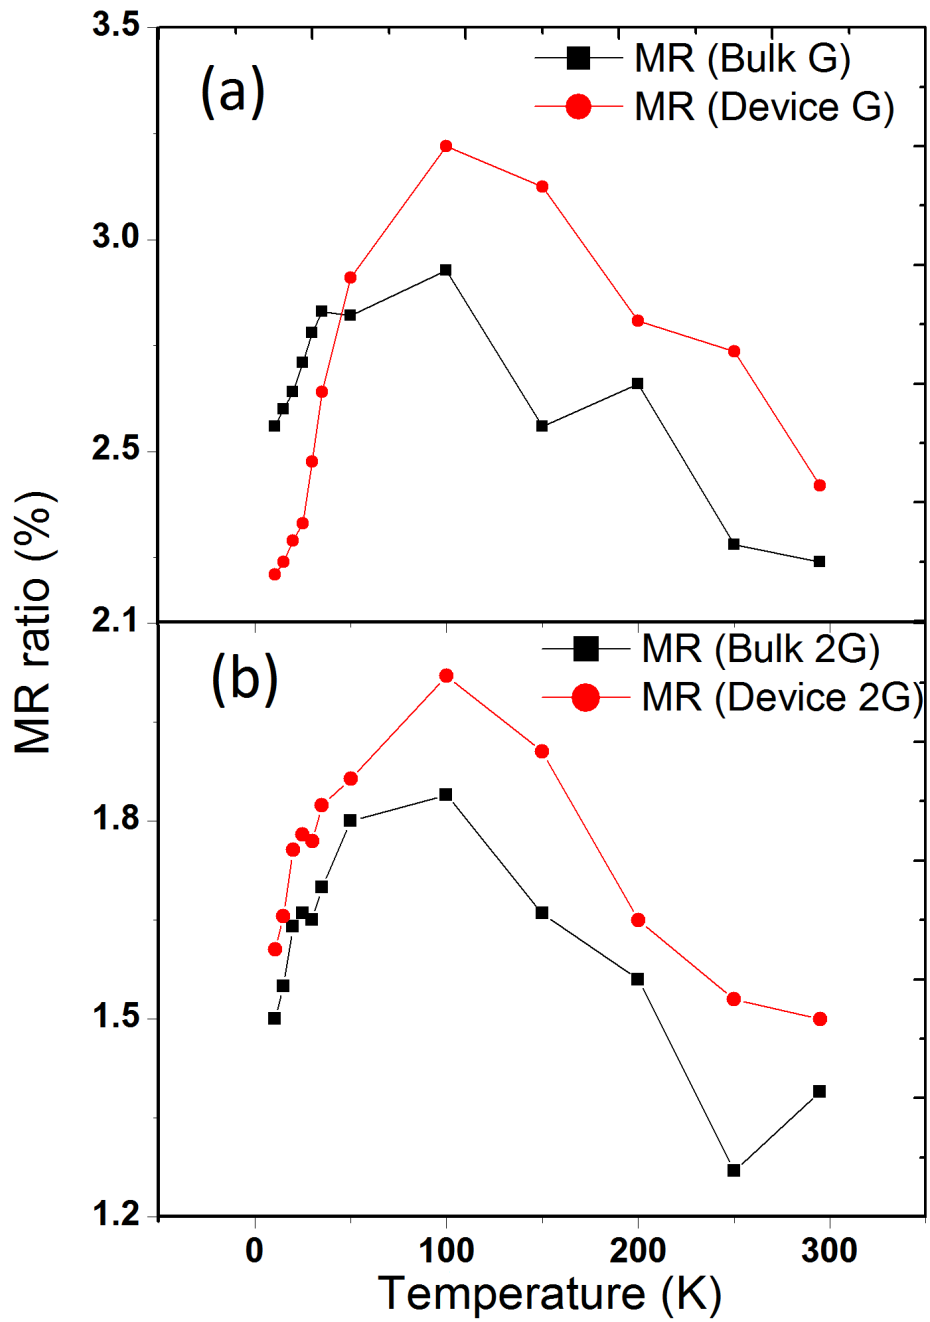 3.5
MR (Bulk G)
(a)
MR (Device G)
3.0
2.5
MR ratio (%)
2.1
MR (Bulk 2G)
(b)
MR (Device 2G)
1.8
1.5
1.2
0 100 200 300
Temperature (K)